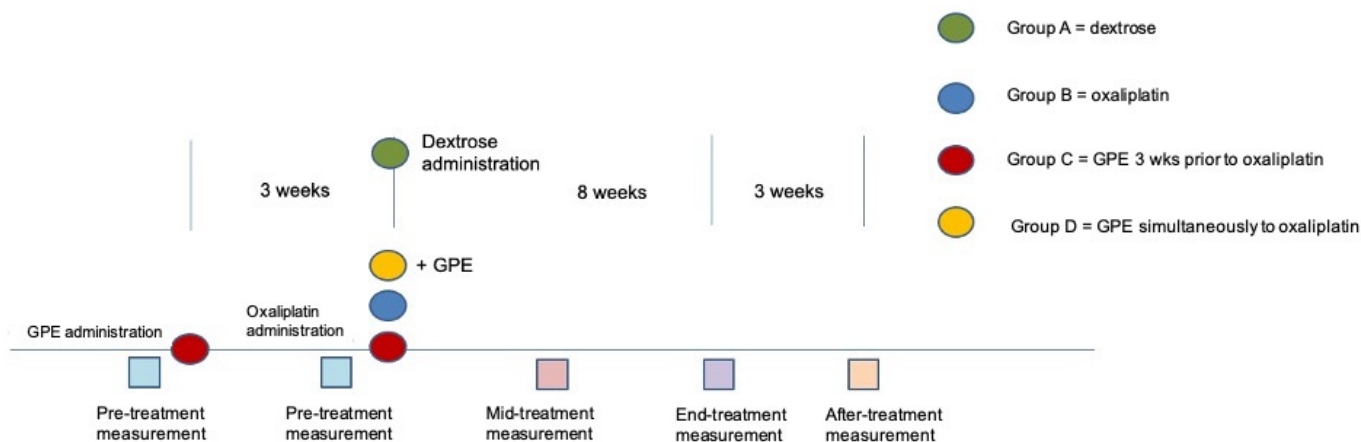 Group A = dextrose
Group B = oxaliplatin
Group C = GPE 3 wks prior to oxaliplatin
Group D = GPE simultaneously to oxaliplatin
Dextrose
administration
3 weeks
8 weeks
3 weeks
+ GPE
GPE administration
Oxaliplatin
administration
Pre-treatment
measurement
Pre-treatment
measurement
Mid-treatment
measurement
End-treatment
measurement
After-treatment
measurement